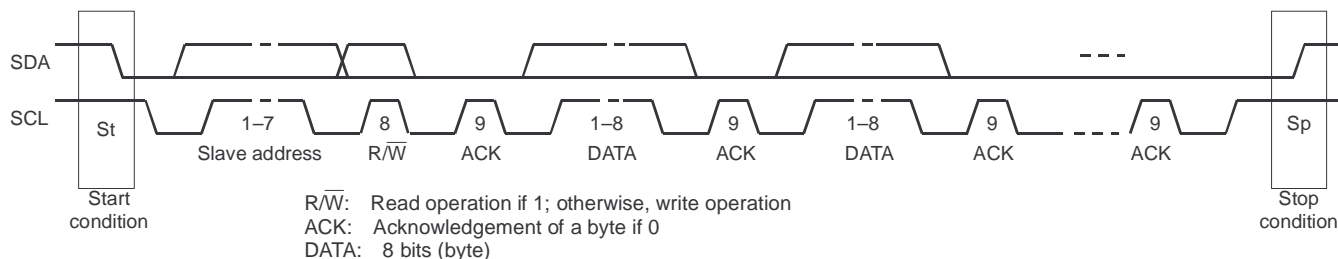 SDA
SCL
St 1–7 8 9 1–8 9 1–8 9 9 Sp
Slave address R/W̅ ACK DATA ACK DATA ACK ACK
Start condition
Stop condition
R/W̅: Read operation if 1; otherwise, write operation
ACK: Acknowledgement of a byte if 0
DATA: 8 bits (byte)